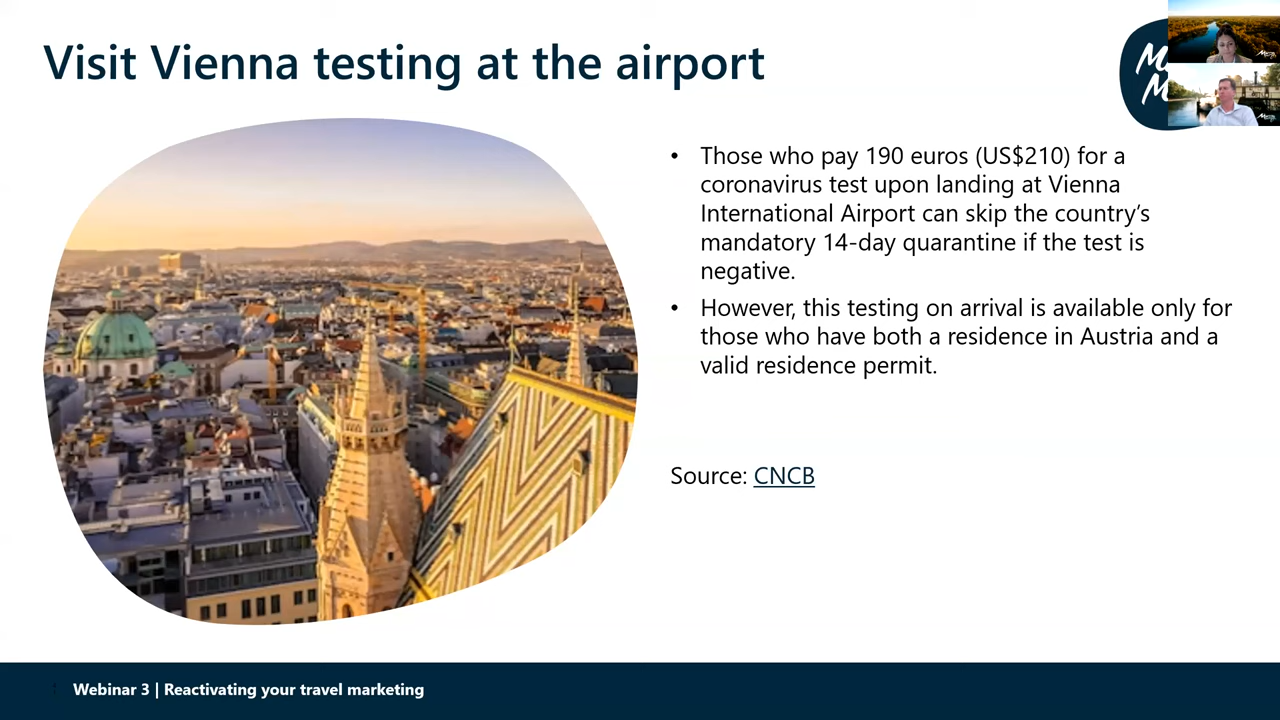 Visit Vienna testing at the airport
• Those who pay 190 euros (US$210) for a
coronavirus test upon landing at Vienna
International Airport can skip the country’s
mandatory 14-day quarantine if the test is
negative.
• However, this testing on arrival is available only for
those who have both a residence in Austria and a
valid residence permit.
Source: CNCB
Webinar 3 | Reactivating your travel marketing